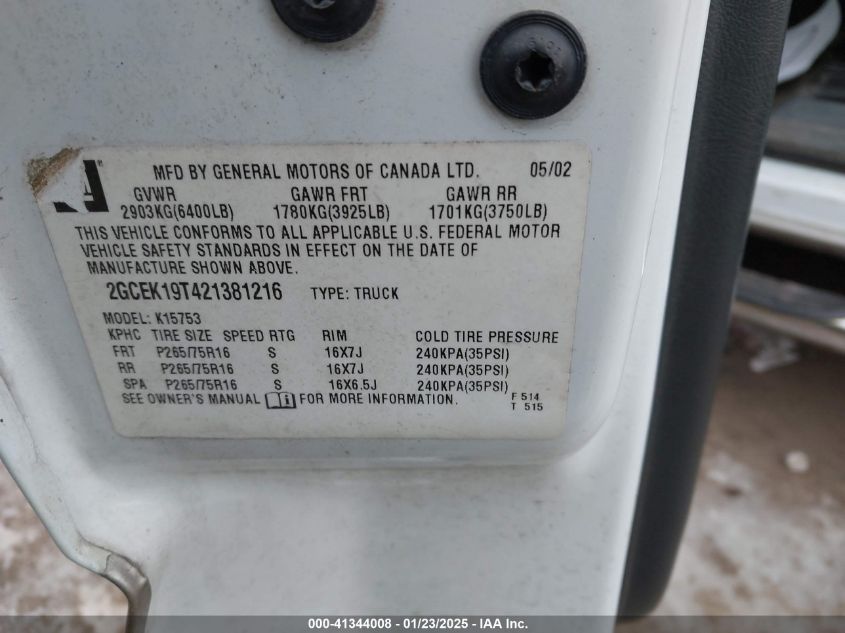 MFD BY GENERAL MOTORS OF CANADA LTD. 05/02
GVWR GAWR FRT GAWR RR
2903KG(6400LB) 1780KG(3925LB) 1701KG(3750LB)
THIS VEHICLE CONFORMS TO ALL APPLICABLE U.S. FEDERAL MOTOR
VEHICLE SAFETY STANDARDS IN EFFECT ON THE DATE OF
MANUFACTURE SHOWN ABOVE.
2GCEK19T421381216 TYPE: TRUCK
MODEL: K15753
KPHC TIRE SIZE SPEED RTG RIM COLD TIRE PRESSURE
FRT P265/75R16 S 16X7J 240KPA(35PSI)
RR P265/75R16 S 16X7J 240KPA(35PSI)
SPA P265/75R16 S 16X6.5J 240KPA(35PSI)
SEE OWNER'S MANUAL FOR MORE INFORMATION.
F 514
T 515
000-41344008 - 01/23/2025 - IAA Inc.